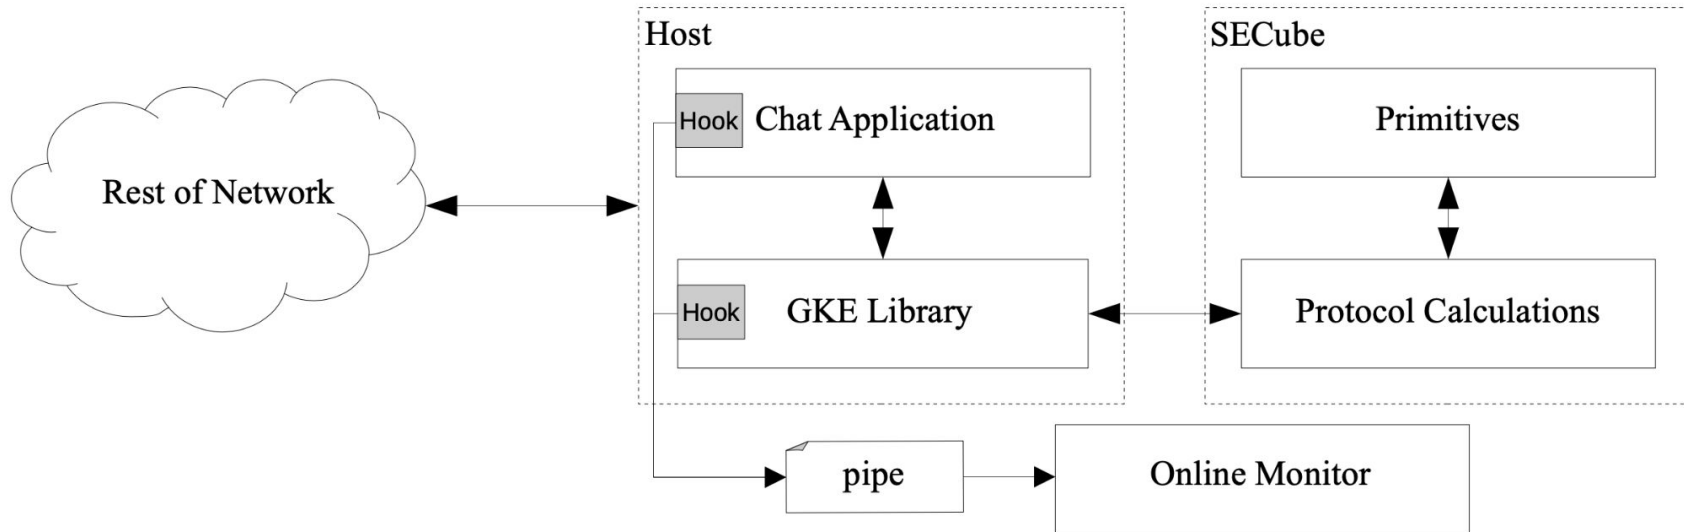 Host
SECube
Hook
Chat Application
Primitives
Rest of Network
Hook
GKE Library
Protocol Calculations
pipe
Online Monitor